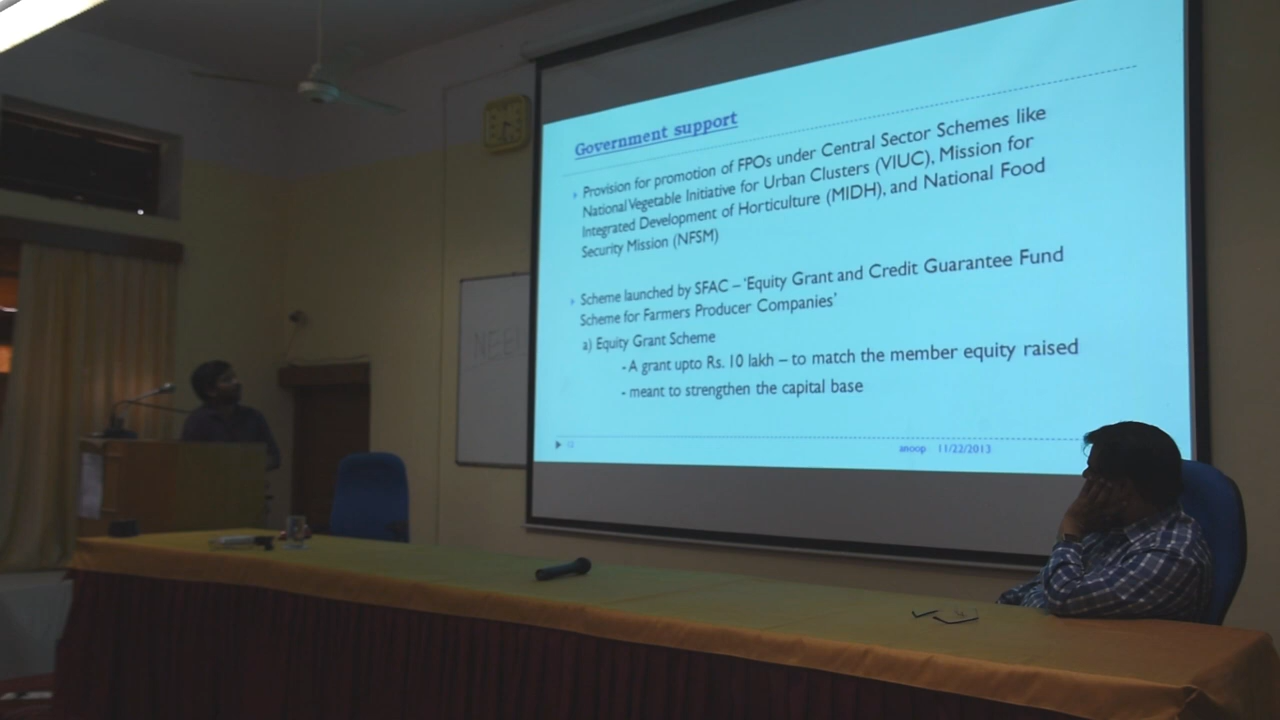 Government support
Provision for promotion of FPOs under Central Sector Schemes like
National Vegetable Initiative for Urban Clusters (VIUC), Mission for
Integrated Development of Horticulture (MIDH), and National Food
Security Mission (NFSM)
Scheme launched by SFAC – 'Equity Grant and Credit Guarantee Fund
Scheme for Farmers Producer Companies'
a) Equity Grant Scheme
- A grant upto Rs. 10 lakh – to match the member equity raised
- meant to strengthen the capital base
anoop 11/22/2013